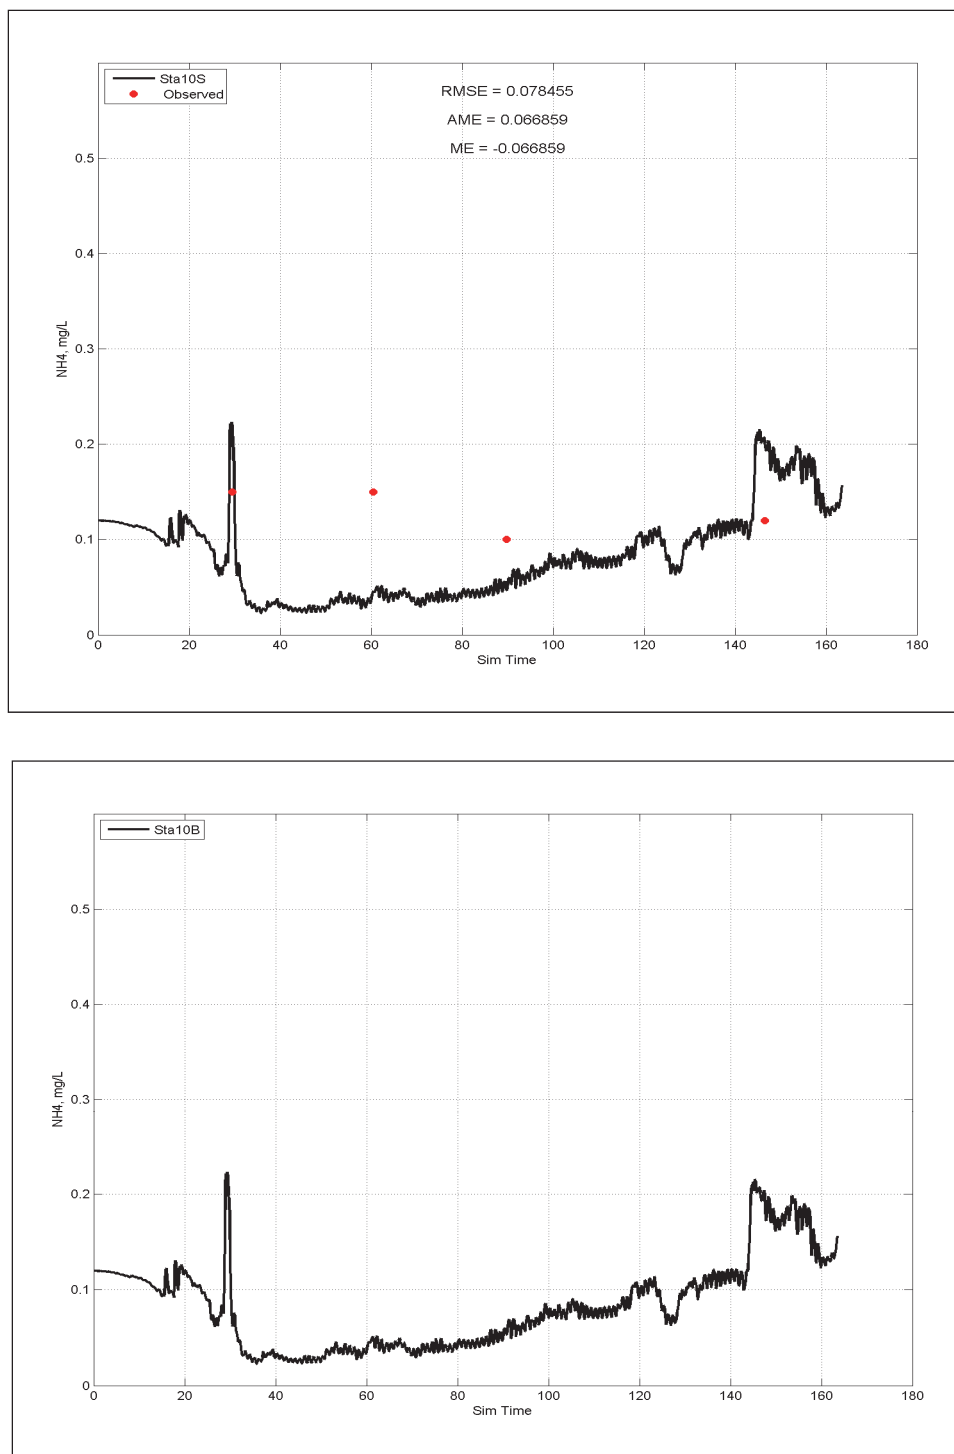 Sta10S
Observed
RMSE = 0.078455
AME = 0.066859
ME = -0.066859
0.5
0.4
0.3
0.2
0.1
0
NH4, mg/L
0 20 40 60 80 100 120 140 160 180
Sim Time
Sta10B
0.5
0.4
0.3
0.2
0.1
0
NH4, mg/L
0 20 40 60 80 100 120 140 160 180
Sim Time